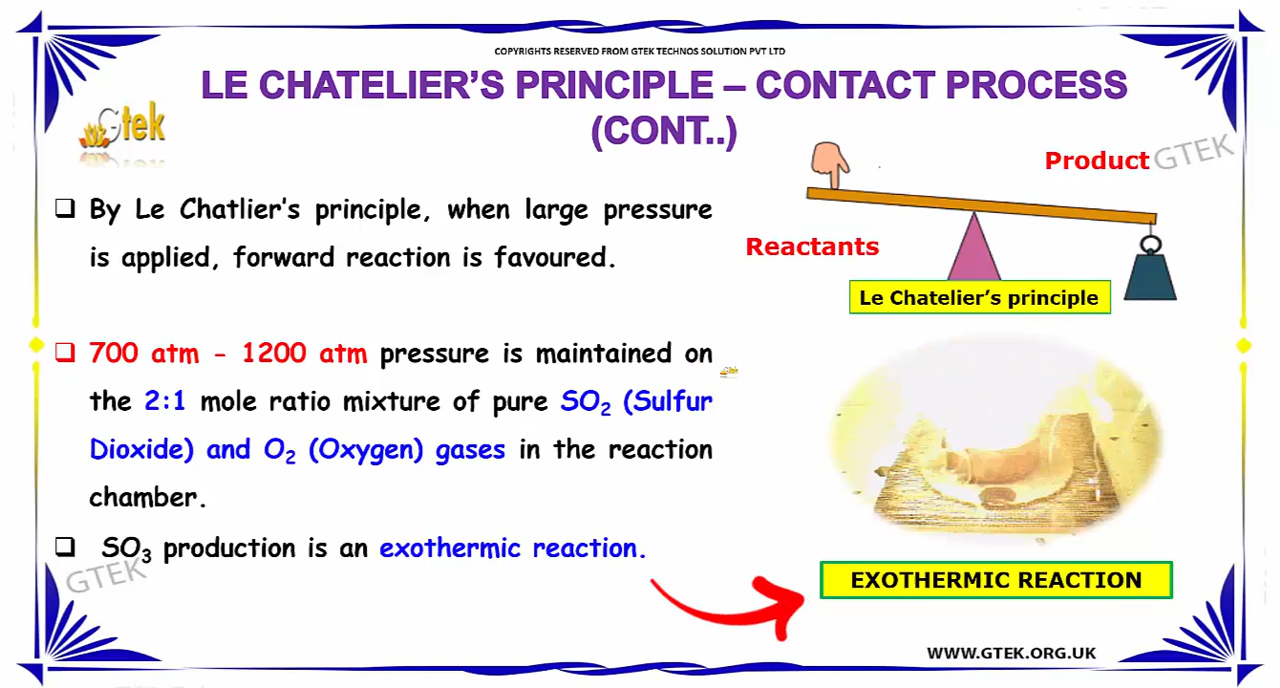 COPYRIGHTS RESERVED FROM GTEK TECHNOS SOLUTION PVT LTD
LE CHATELIER'S PRINCIPLE – CONTACT PROCESS
(CONT..)
Gtek
Product
GTEK
❑ By Le Chatlier's principle, when large pressure
is applied, forward reaction is favoured.
Reactants
Le Chatelier's principle
❑ 700 atm - 1200 atm pressure is maintained on
the 2:1 mole ratio mixture of pure SO₂ (Sulfur
Dioxide) and O₂ (Oxygen) gases in the reaction
chamber.
Gtek
❑ SO₃ production is an exothermic reaction.
GTEK
EXOTHERMIC REACTION
WWW.GTEK.ORG.UK